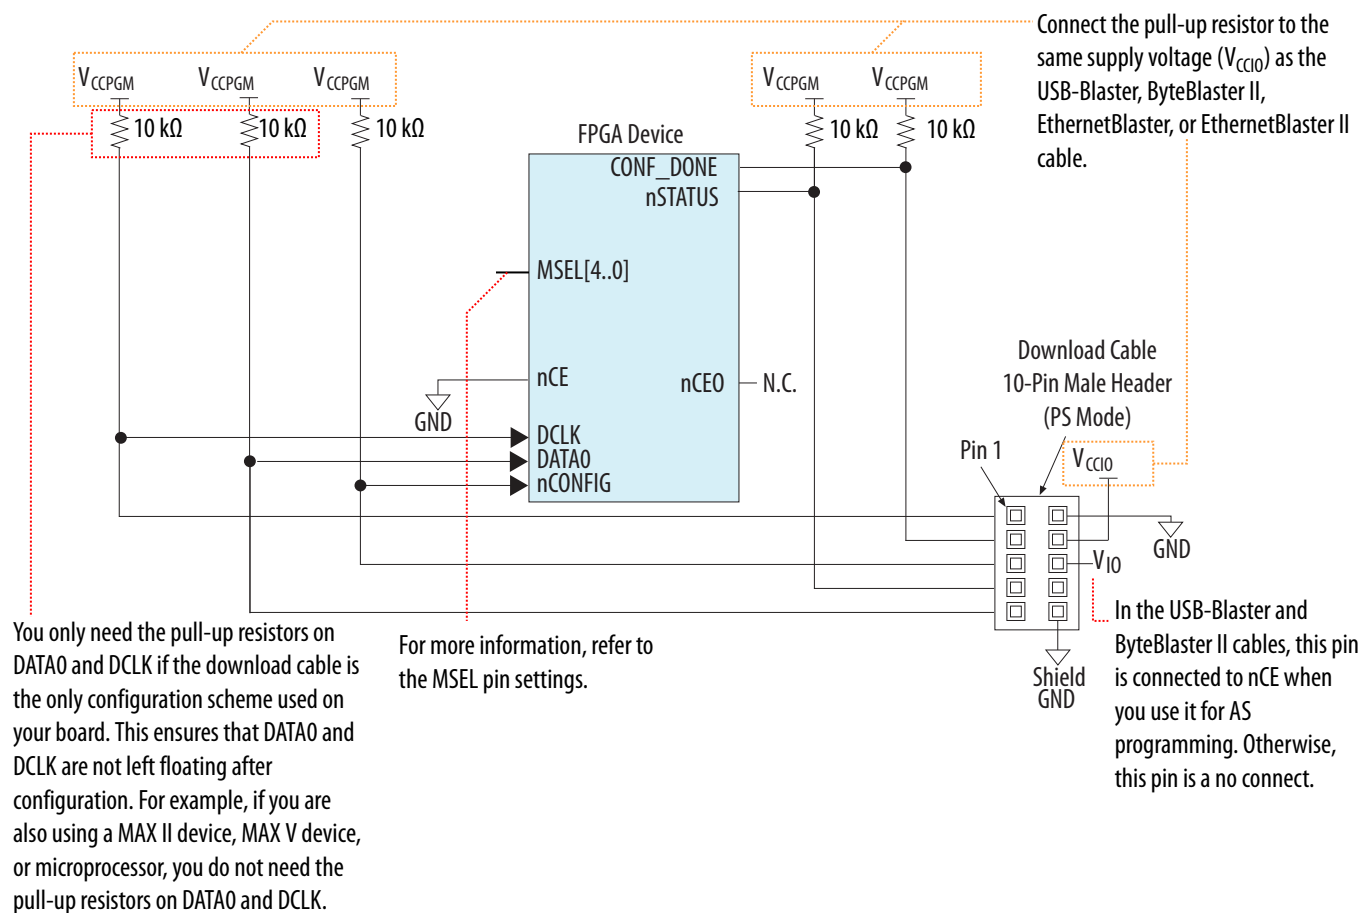 Connect the pull-up resistor to the
same supply voltage (VCCIO) as the
USB-Blaster, ByteBlaster II,
EthernetBlaster, or EthernetBlaster II
cable.
VCCPGM
VCCPGM
VCCPGM
VCCPGM
VCCPGM
10 kΩ
10 kΩ
10 kΩ
10 kΩ
10 kΩ
FPGA Device
CONF_DONE
nSTATUS
MSEL[4..0]
nCE
nCEO
N.C.
GND
DCLK
DATA0
nCONFIG
Download Cable
10-Pin Male Header
(PS Mode)
Pin 1
VCCIO
GND
VIO
Shield
GND
You only need the pull-up resistors on
DATA0 and DCLK if the download cable is
the only configuration scheme used on
your board. This ensures that DATA0 and
DCLK are not left floating after
configuration. For example, if you are
also using a MAX II device, MAX V device,
or microprocessor, you do not need the
pull-up resistors on DATA0 and DCLK.
For more information, refer to
the MSEL pin settings.
In the USB-Blaster and
ByteBlaster II cables, this pin
is connected to nCE when
you use it for AS
programming. Otherwise,
this pin is a no connect.